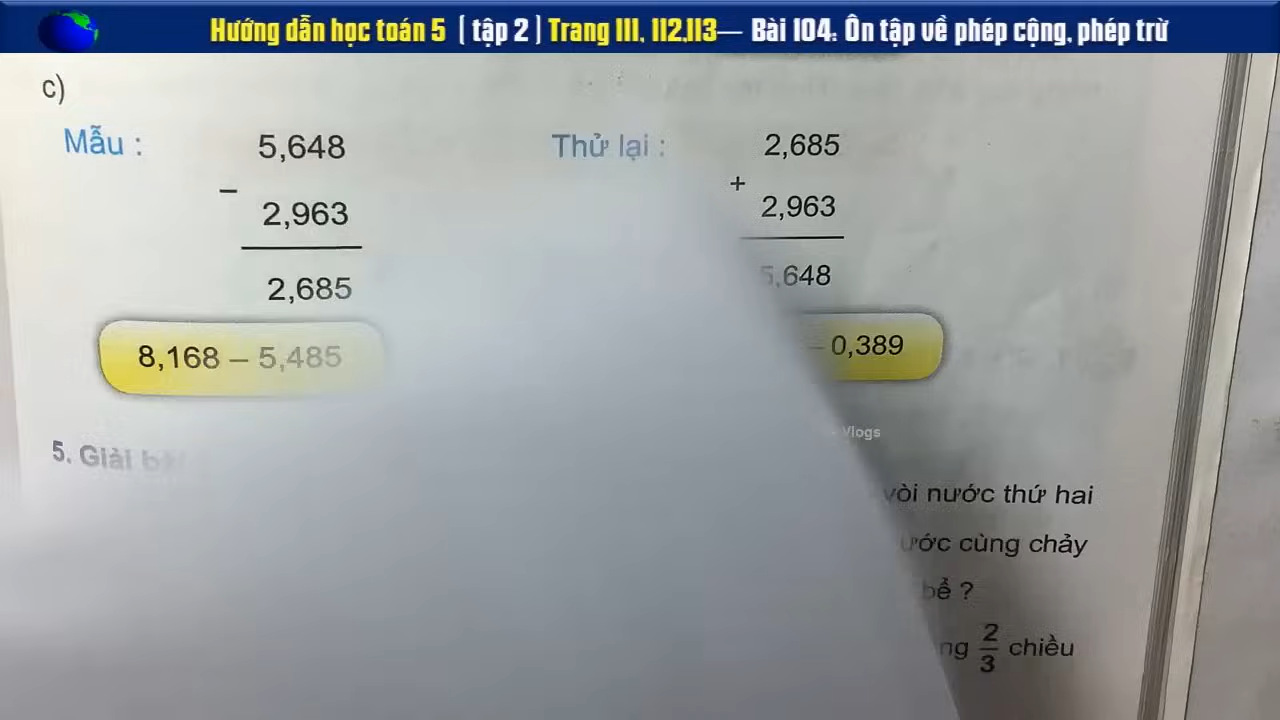 Hướng dẫn học toán 5 ( tập 2 ) Trang 111, 112,113— Bài 104: Ôn tập về phép cộng, phép trừ
c)
Mẫu : 5,648 Thử lại : 2,685
− +
2,963 2,963
2,685 5,648
8,168 – 5,485 – 0,389
5. Giải
Vlogs
vòi nước thứ hai
cùng chảy
bể ?
2/3 chiều